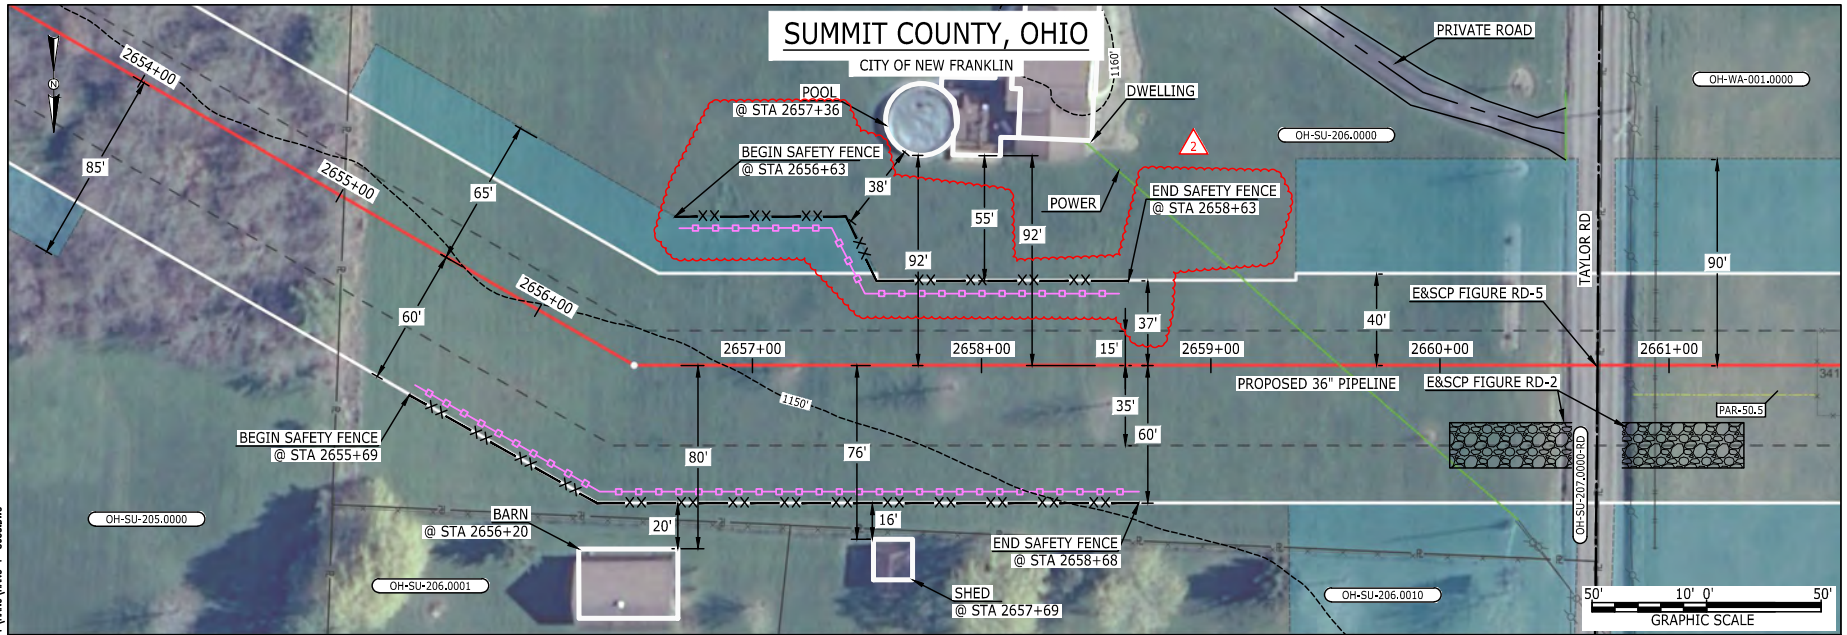 SUMMIT COUNTY, OHIO
CITY OF NEW FRANKLIN
1160'
PRIVATE ROAD
OH-WA-001.0000
OH-SU-206.0000
2654+00
N
85'
2655+00
65'
POOL
@ STA 2657+36
DWELLING
BEGIN SAFETY FENCE
@ STA 2656+63
2
38'
55'
92'
92'
POWER
END SAFETY FENCE
@ STA 2658+63
TAYLOR RD
90'
2656+00
60'
E&SCP FIGURE RD-5
37'
40'
2657+00
2658+00
15'
2659+00
2660+00
2661+00
PROPOSED 36" PIPELINE
E&SCP FIGURE RD-2
341
PAR-50.5
1150'
35'
60'
BEGIN SAFETY FENCE
@ STA 2655+69
80'
76'
OH-SU-205.0000
BARN
@ STA 2656+20
20'
16'
END SAFETY FENCE
@ STA 2658+68
OH-SU-207.0000-RD
OH-SU-206.0001
SHED
@ STA 2657+69
OH-SU-206.0010
50' 10' 0' 50'
GRAPHIC SCALE